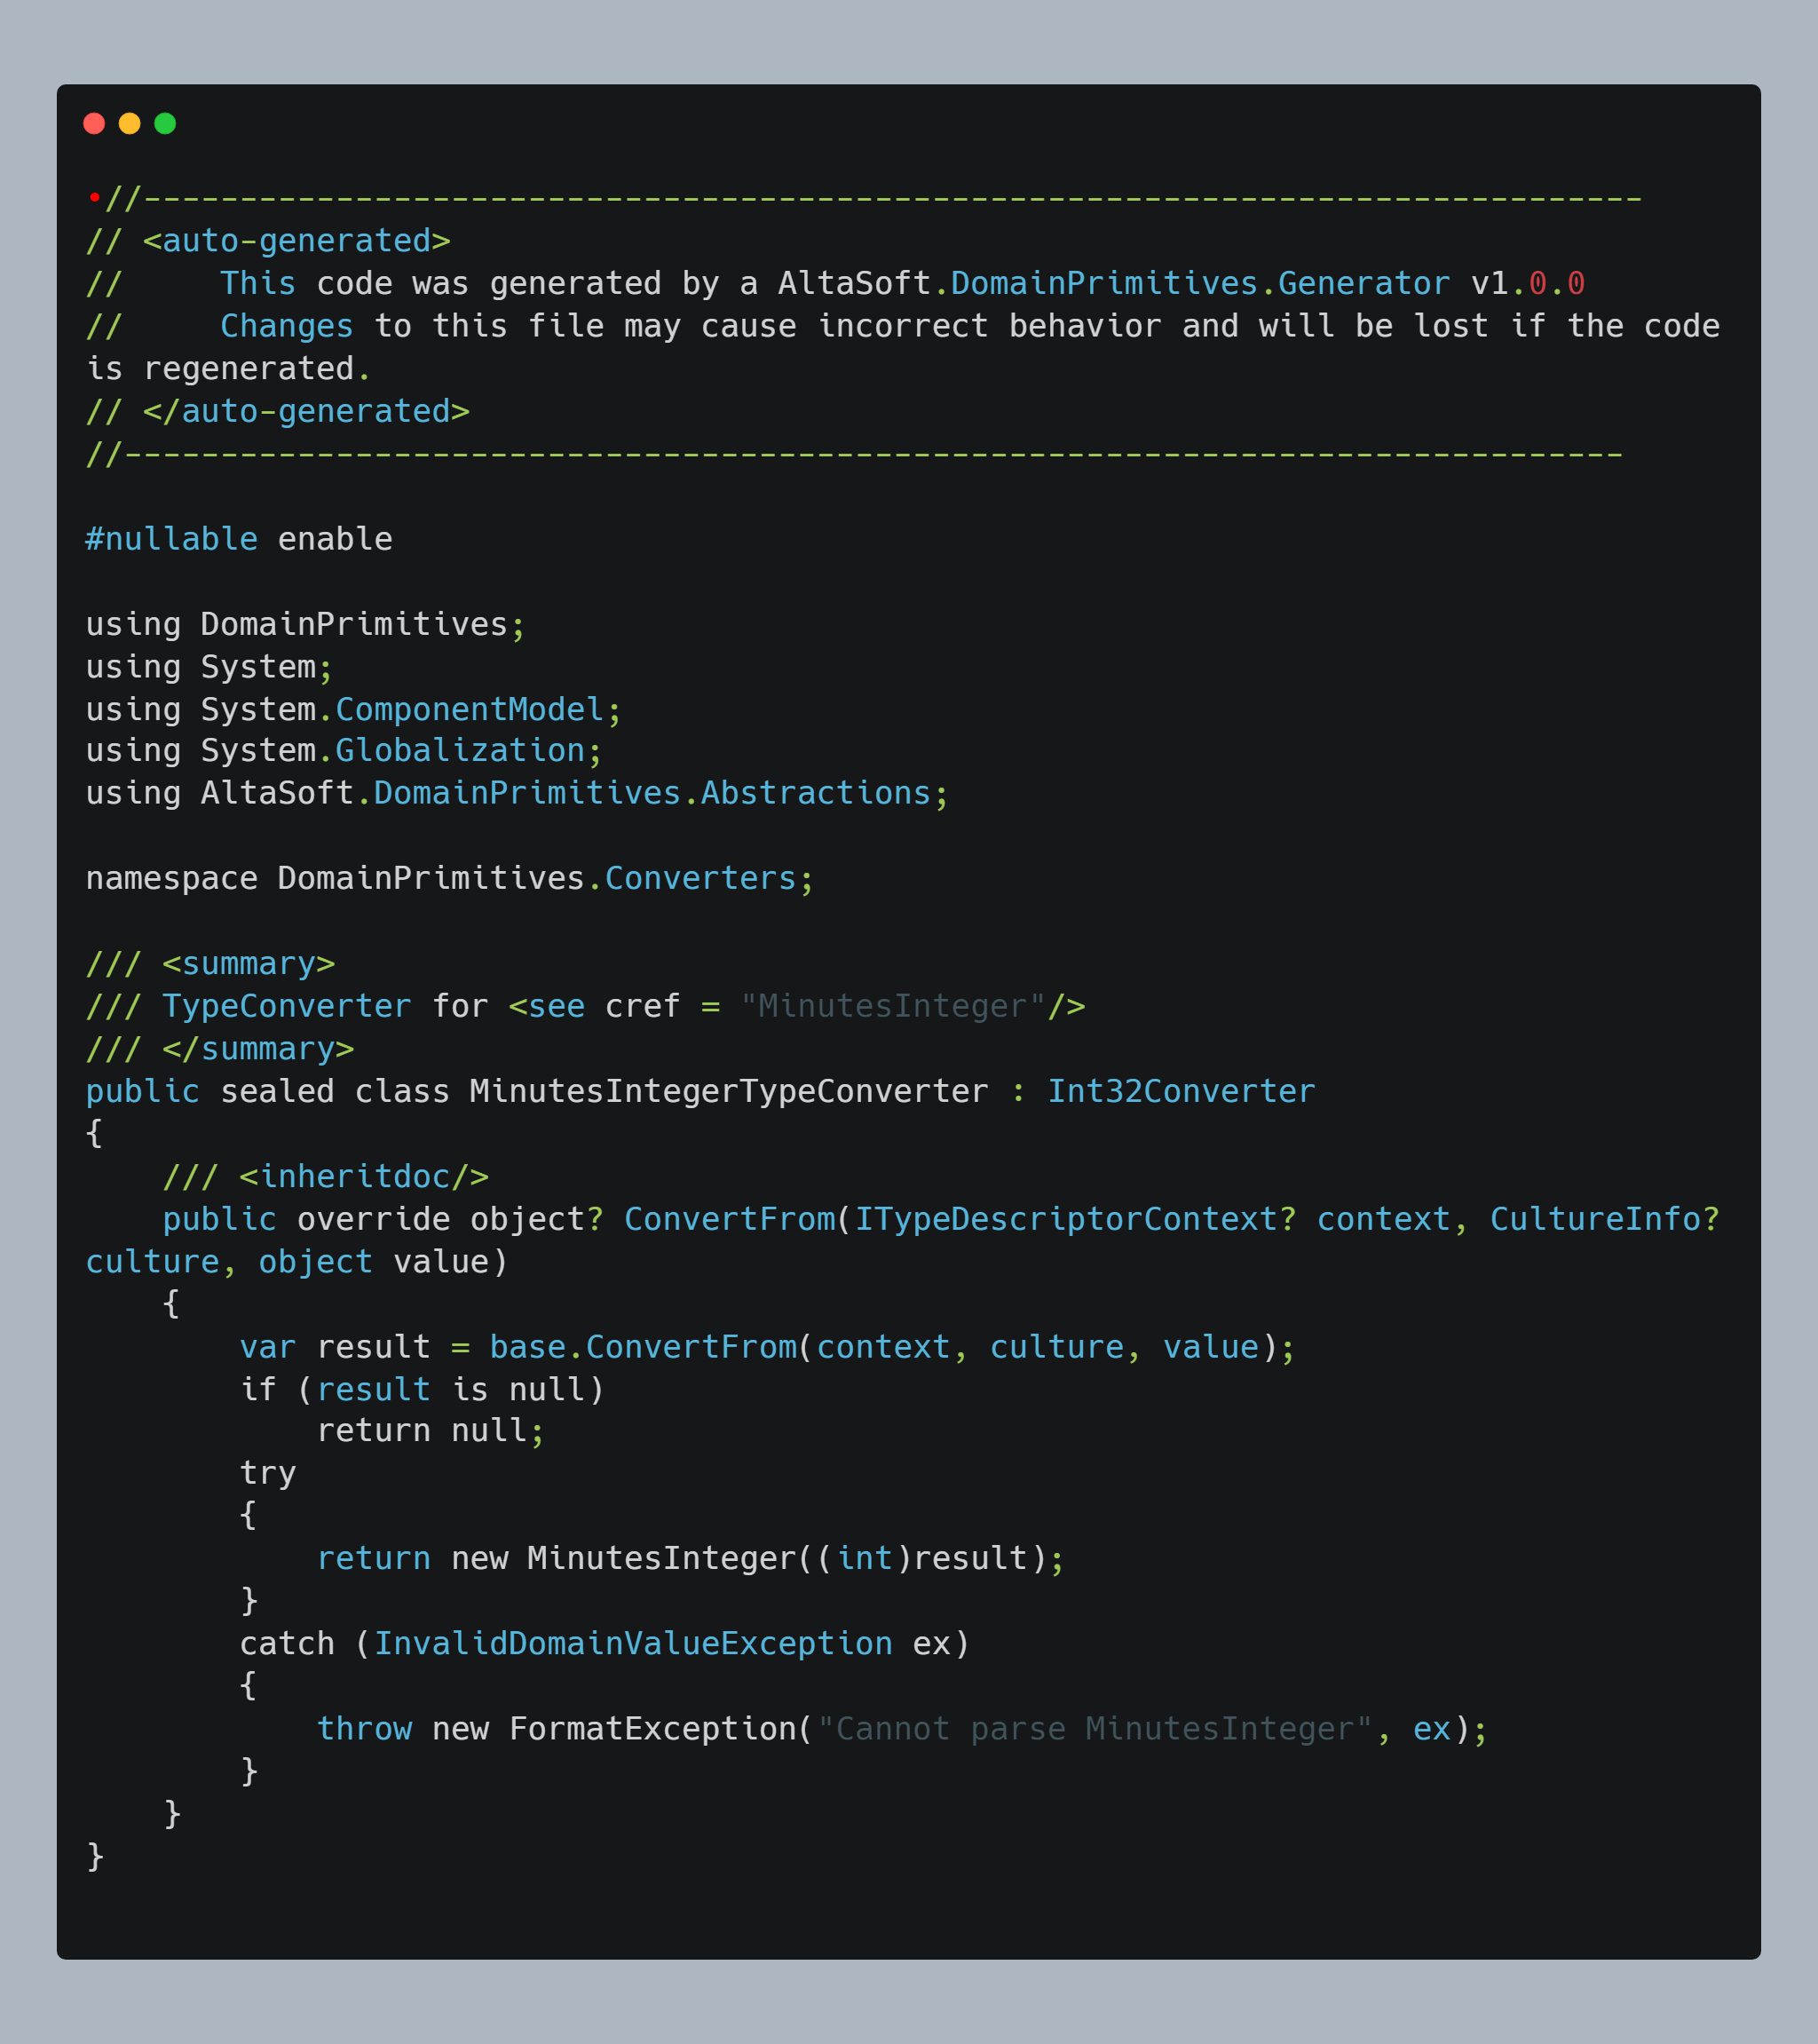 •//------------------------------------------------------------------------------
// <auto-generated>
//     This code was generated by a AltaSoft.DomainPrimitives.Generator v1.0.0
//     Changes to this file may cause incorrect behavior and will be lost if the code
is regenerated.
// </auto-generated>
//------------------------------------------------------------------------------

#nullable enable

using DomainPrimitives;
using System;
using System.ComponentModel;
using System.Globalization;
using AltaSoft.DomainPrimitives.Abstractions;

namespace DomainPrimitives.Converters;

/// <summary>
/// TypeConverter for <see cref = "MinutesInteger"/>
/// </summary>
public sealed class MinutesIntegerTypeConverter : Int32Converter
{
    /// <inheritdoc/>
    public override object? ConvertFrom(ITypeDescriptorContext? context, CultureInfo?
culture, object value)
    {
        var result = base.ConvertFrom(context, culture, value);
        if (result is null)
            return null;
        try
        {
            return new MinutesInteger((int)result);
        }
        catch (InvalidDomainValueException ex)
        {
            throw new FormatException("Cannot parse MinutesInteger", ex);
        }
    }
}